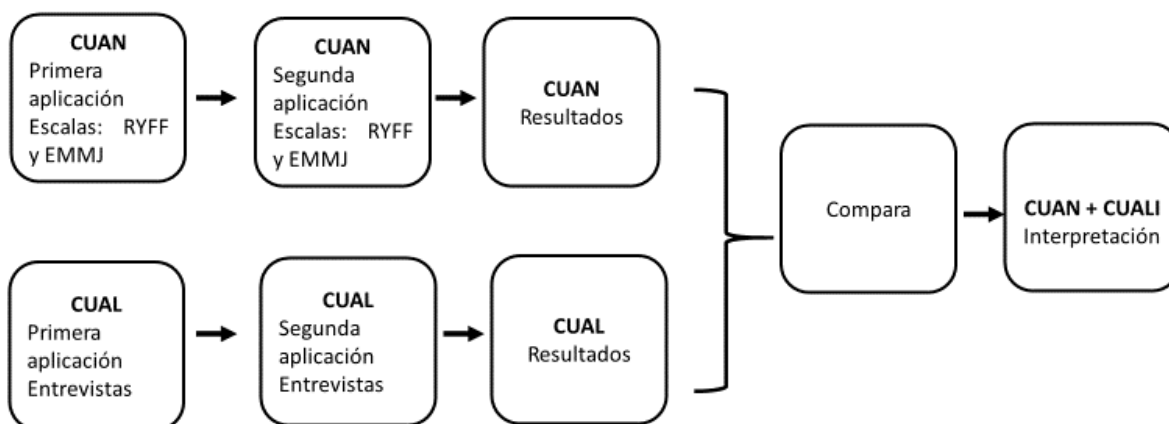 CUAN
Primera
aplicación
Escalas: RYFF
y EMMJ
CUAN
Segunda
aplicación
Escalas: RYFF
y EMMJ
CUAN
Resultados
CUAL
Primera
aplicación
Entrevistas
CUAL
Segunda
aplicación
Entrevistas
CUAL
Resultados
Compara
CUAN + CUALI
Interpretación